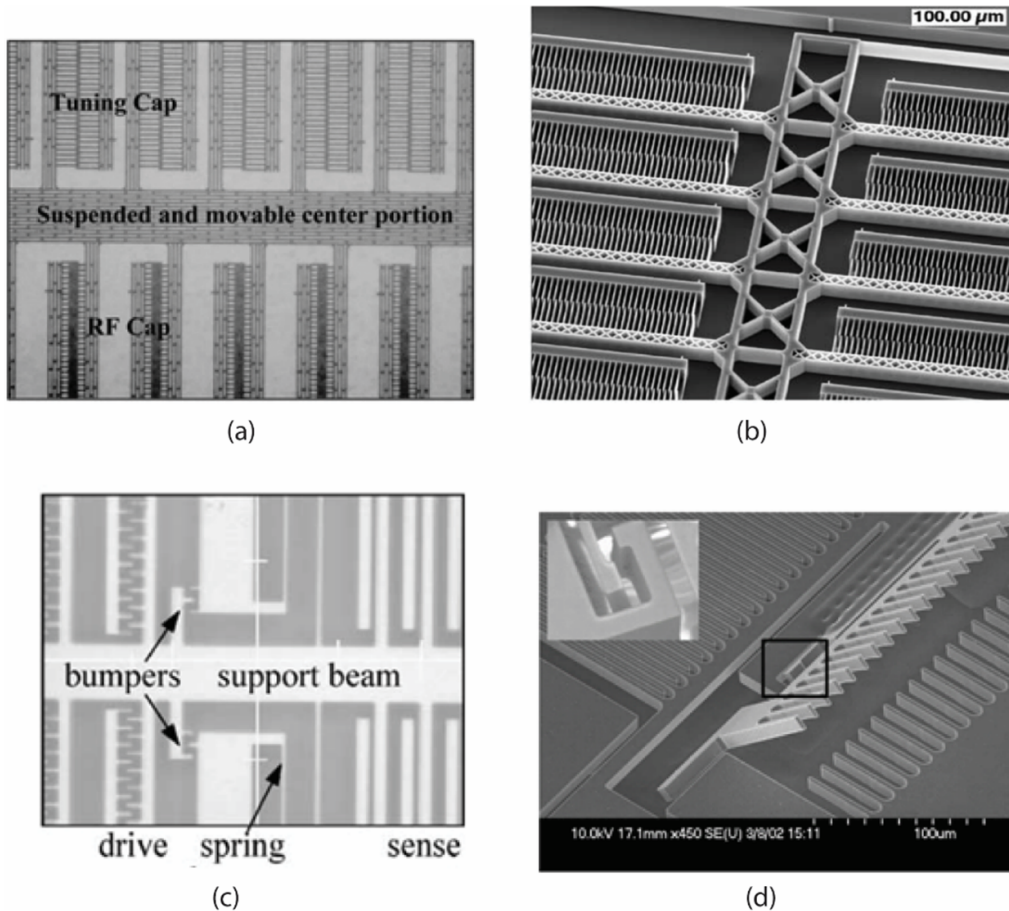 Tuning Cap
Suspended and movable center portion
RF Cap
(a)
100.00 µm
(b)
bumpers
support beam
drive
spring
sense
(c)
10.0kV 17.1mm x450 SE(U) 3/8/02 15:11
100um
(d)